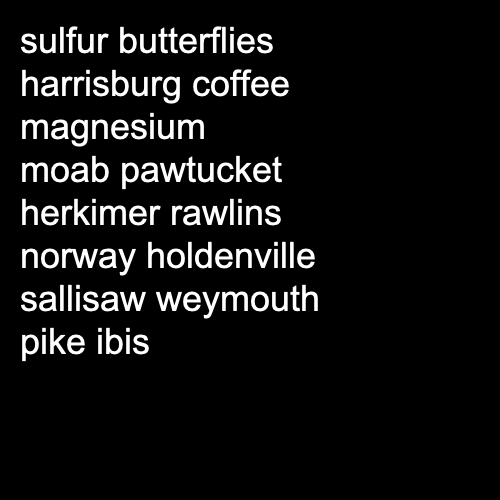 sulfur butterflies
harrisburg coffee
magnesium
moab pawtucket
herkimer rawlins
norway holdenville
sallisaw weymouth
pike ibis